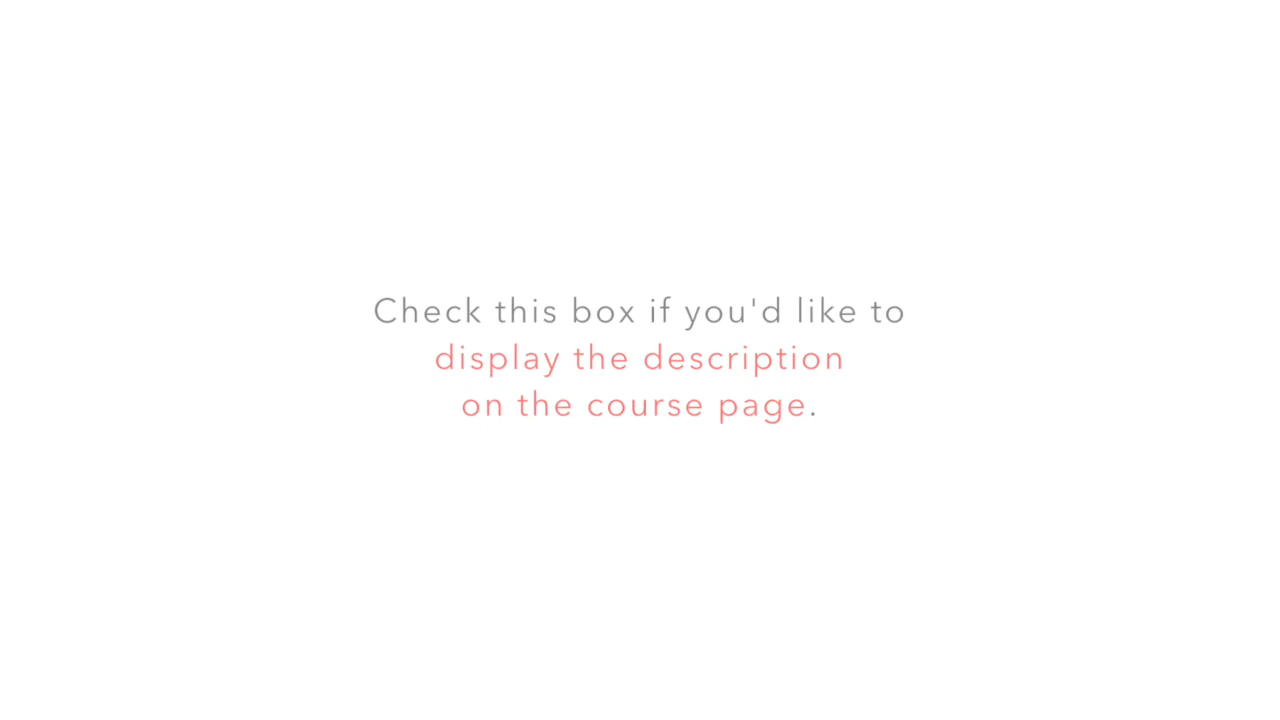 Check this box if you'd like to
display the description
on the course page.